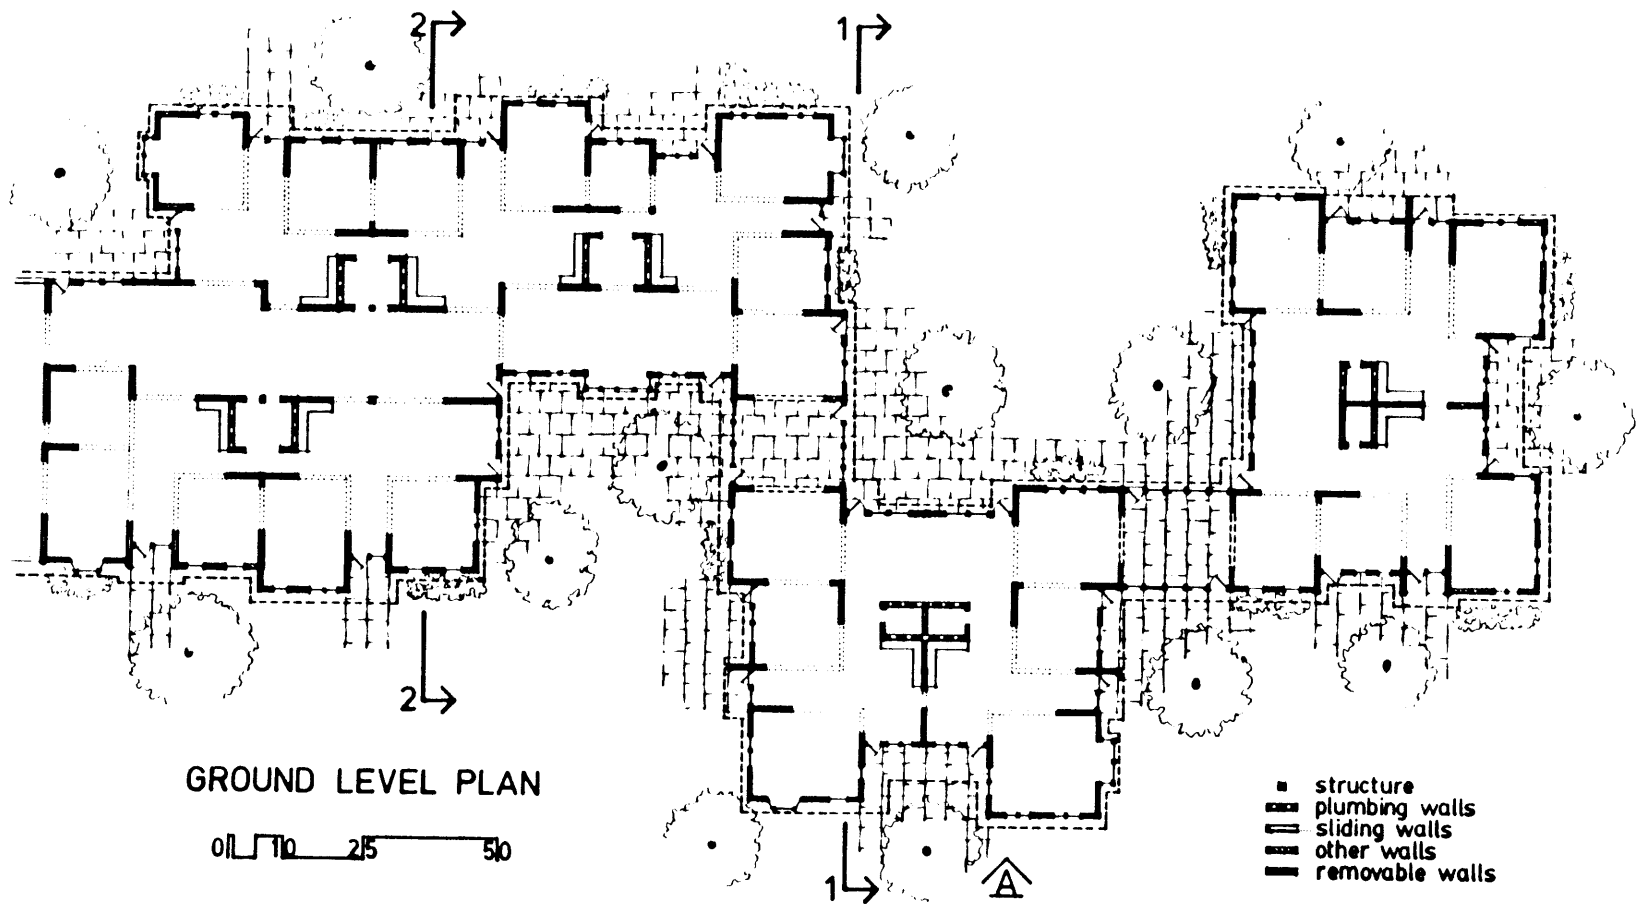 2
1
2
GROUND LEVEL PLAN
0 10 25 50
1
A
structure
plumbing walls
sliding walls
other walls
removable walls